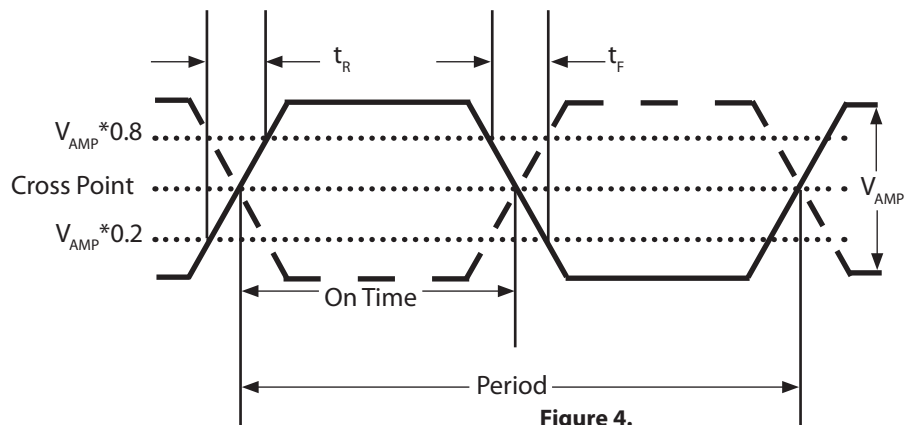 t_R
t_F
V_AMP*0.8
Cross Point
V_AMP
V_AMP*0.2
On Time
Period
Figure 4.